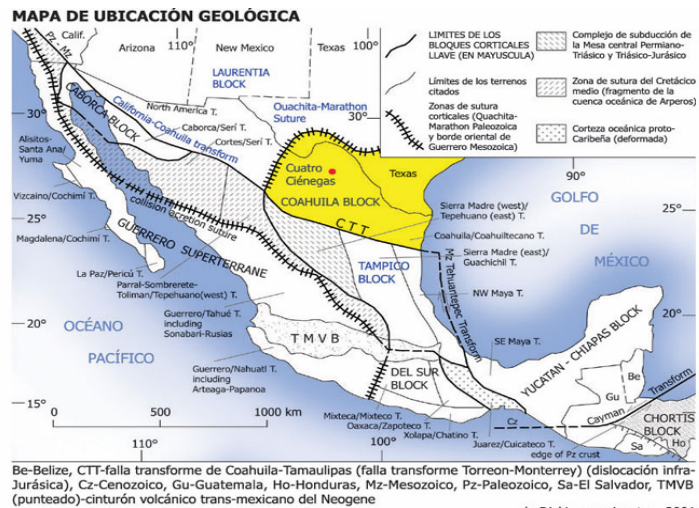 MAPA DE UBICACIÓN GEOLÓGICA
Calif.
110°
100°
Arizona
New Mexico
Texas
Pz - Mz
LAURENTIA
BLOCK
LIMITES DE LOS
BLOQUES CORTICALES
LLAVE (EN MAYUSCULA)
Límites de los terrenos
citados
Zonas de sutura
corticales (Quachita-
Marathon Paleozoica
y borde oriental de
Guerrero Mesozoica)
Complejo de subducción de
la Mesa central Permiano-
Triásico y Triásico-Jurásico
Zona de sutura del Cretácico
medio (fragmento de la
cuenca oceánica de Arperos)
Corteza oceánica proto-
Caribeña (deformada)
CABORCA BLOCK
California-Coahuila transform
North America T.
Ouachita-Marathon
Suture
30°
30°
Caborca/Serí T.
Cortes/Serí T.
Alisitos-
Santa Ana/
Yuma
Cuatro
Ciénegas
Texas
90°
COAHUILA BLOCK
Vizcaino/Cochimí T.
collision acretion suture
Sierra Madre (west)/
Tepehuano (east) T.
GOLFO
DE
MÉXICO
25°
25°
C T T
Magdalena/Cochimí T.
GUERRERO SUPERTERRANE
Coahuila/Coahuiltecano T.
Sierra Madre (east)/
Guachichil T.
La Paz/Pericú T.
TAMPICO
BLOCK
Mz Tehuantepec Transform
Parral-Sombrerete-
Toliman/Tepehuano(west) T.
NW Maya T.
Guerrero/Tahué T.
including
Sonabari-Rusias
20°
20°
OCÉANO
PACÍFICO
T M V B
SE Maya T.
YUCATAN - CHIAPAS BLOCK
Guerrero/Nahuatl T.
including
Arteaga-Papanoa
DEL SUR
BLOCK
Be
Gu
Transform
15°
15°
0
500
1000 km
Mixteca/Mixteco T.
Oaxaca/Zapoteco T.
Xolapa/Chatino T.
Cz
Cayman
CHORTÍS
BLOCK
Juarez/Cuicateco T.
Ho
Sa
edge of Pz crust
110°
100°
Be-Belize, CTT-falla transforme de Coahuila-Tamaulipas (falla transforme Torreon-Monterrey) (dislocación infra-
Jurásica), Cz-Cenozoico, Gu-Guatemala, Ho-Honduras, Mz-Mesozoico, Pz-Paleozoico, Sa-El Salvador, TMVB
(punteado)-cinturón volcánico trans-mexicano del Neogene